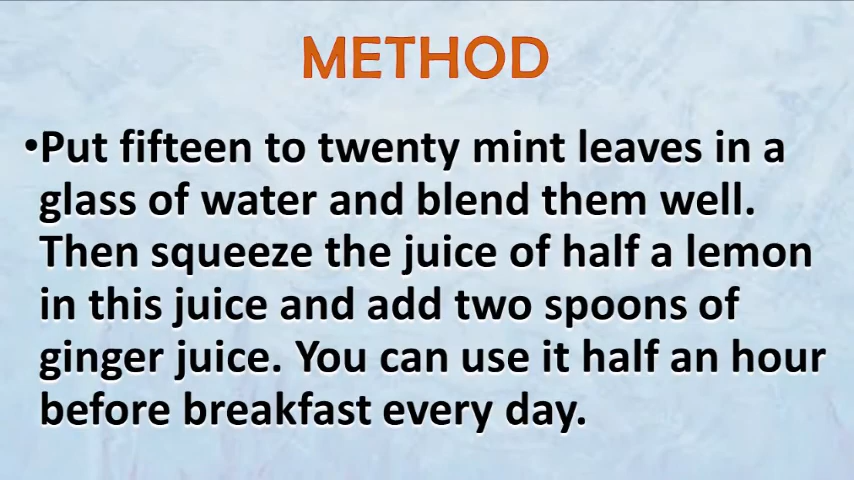 METHOD
•Put fifteen to twenty mint leaves in a
glass of water and blend them well.
Then squeeze the juice of half a lemon
in this juice and add two spoons of
ginger juice. You can use it half an hour
before breakfast every day.